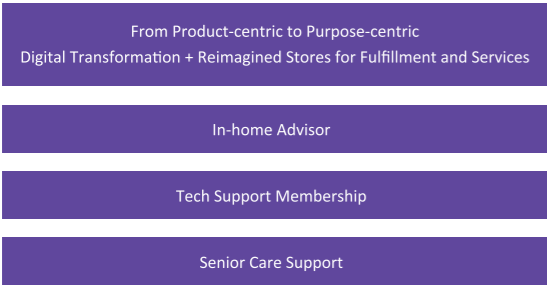 From Product-centric to Purpose-centric
Digital Transformation + Reimagined Stores for Fulfillment and Services
In-home Advisor
Tech Support Membership
Senior Care Support